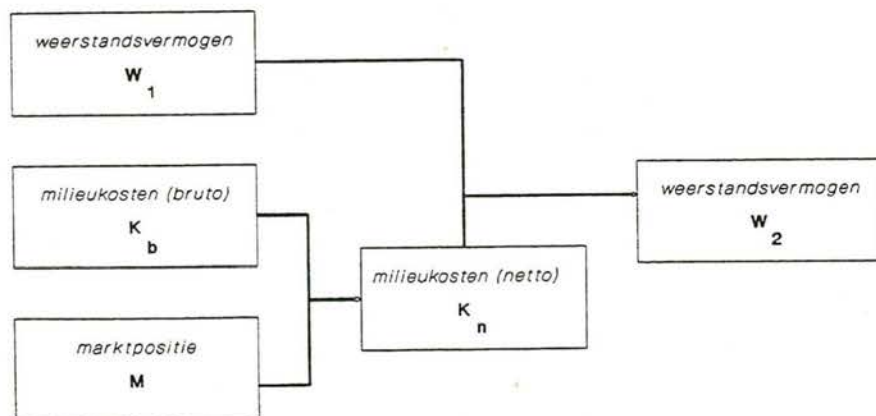 weerstandsvermogen
W 1
milieukosten (bruto)
K b
marktpositie
M
milieukosten (netto)
K n
weerstandsvermogen
W 2